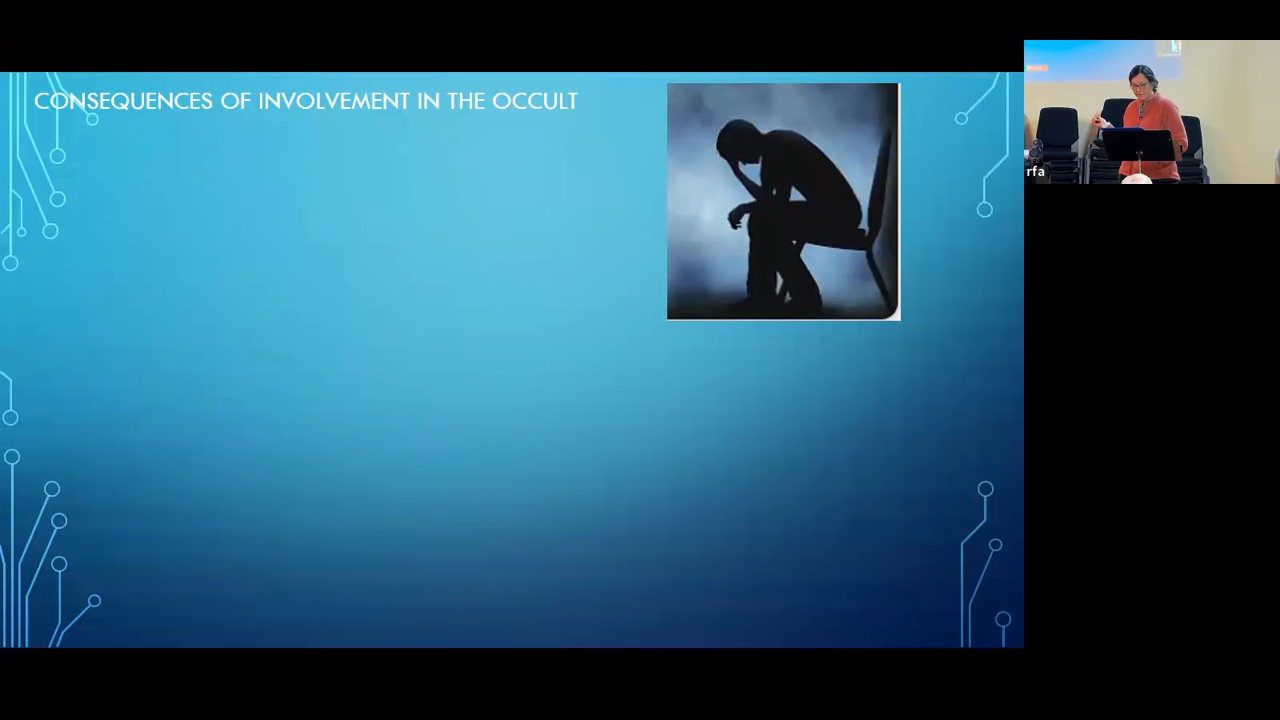 CONSEQUENCES OF INVOLVEMENT IN THE OCCULT
rfa